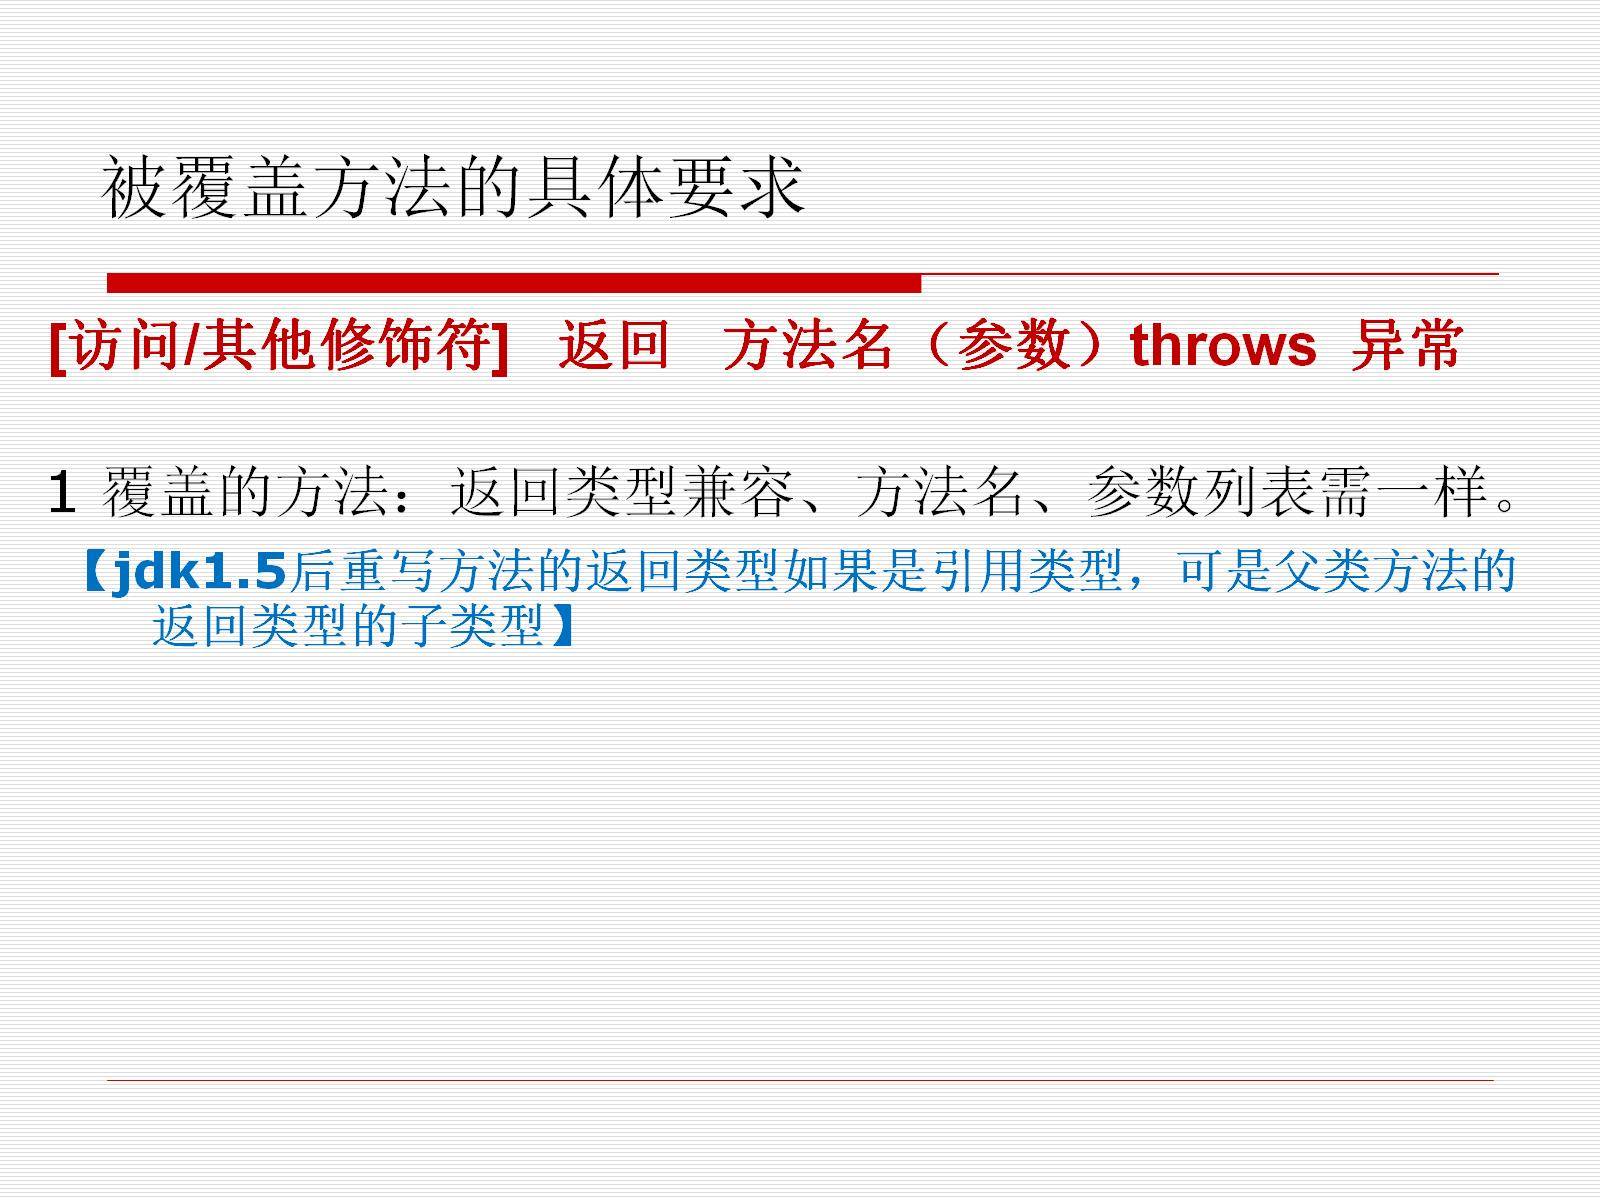 被覆盖方法的具体要求
[访问/其他修饰符] 返回 方法名（参数）throws 异常
1 覆盖的方法：返回类型兼容、方法名、参数列表需一样。
【jdk1.5后重写方法的返回类型如果是引用类型，可是父类方法的
返回类型的子类型】